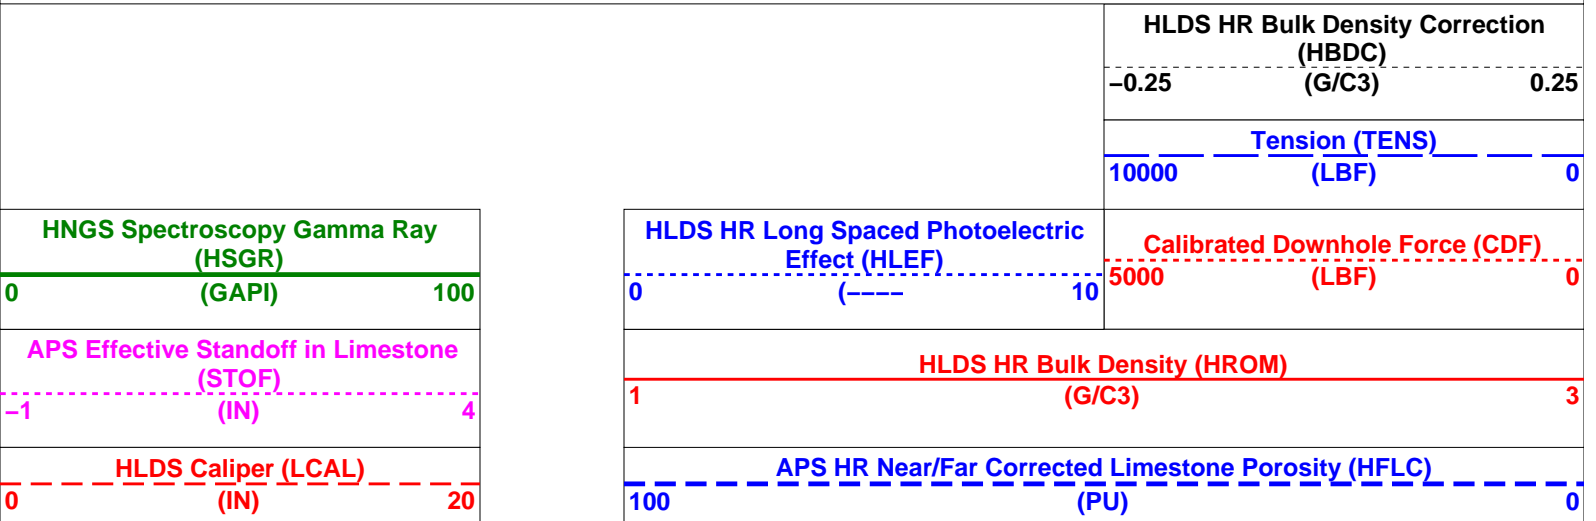 HLDS HR Bulk Density Correction
(HBDC)
−0.25 (G/C3) 0.25
Tension (TENS)
10000 (LBF) 0
HNGS Spectroscopy Gamma Ray
(HSGR)
0 (GAPI) 100
HLDS HR Long Spaced Photoelectric
Effect (HLEF)
0 (−−−− 10
Calibrated Downhole Force (CDF)
5000 (LBF) 0
APS Effective Standoff in Limestone
(STOF)
−1 (IN) 4
HLDS HR Bulk Density (HROM)
1 (G/C3) 3
HLDS Caliper (LCAL)
0 (IN) 20
APS HR Near/Far Corrected Limestone Porosity (HFLC)
100 (PU) 0